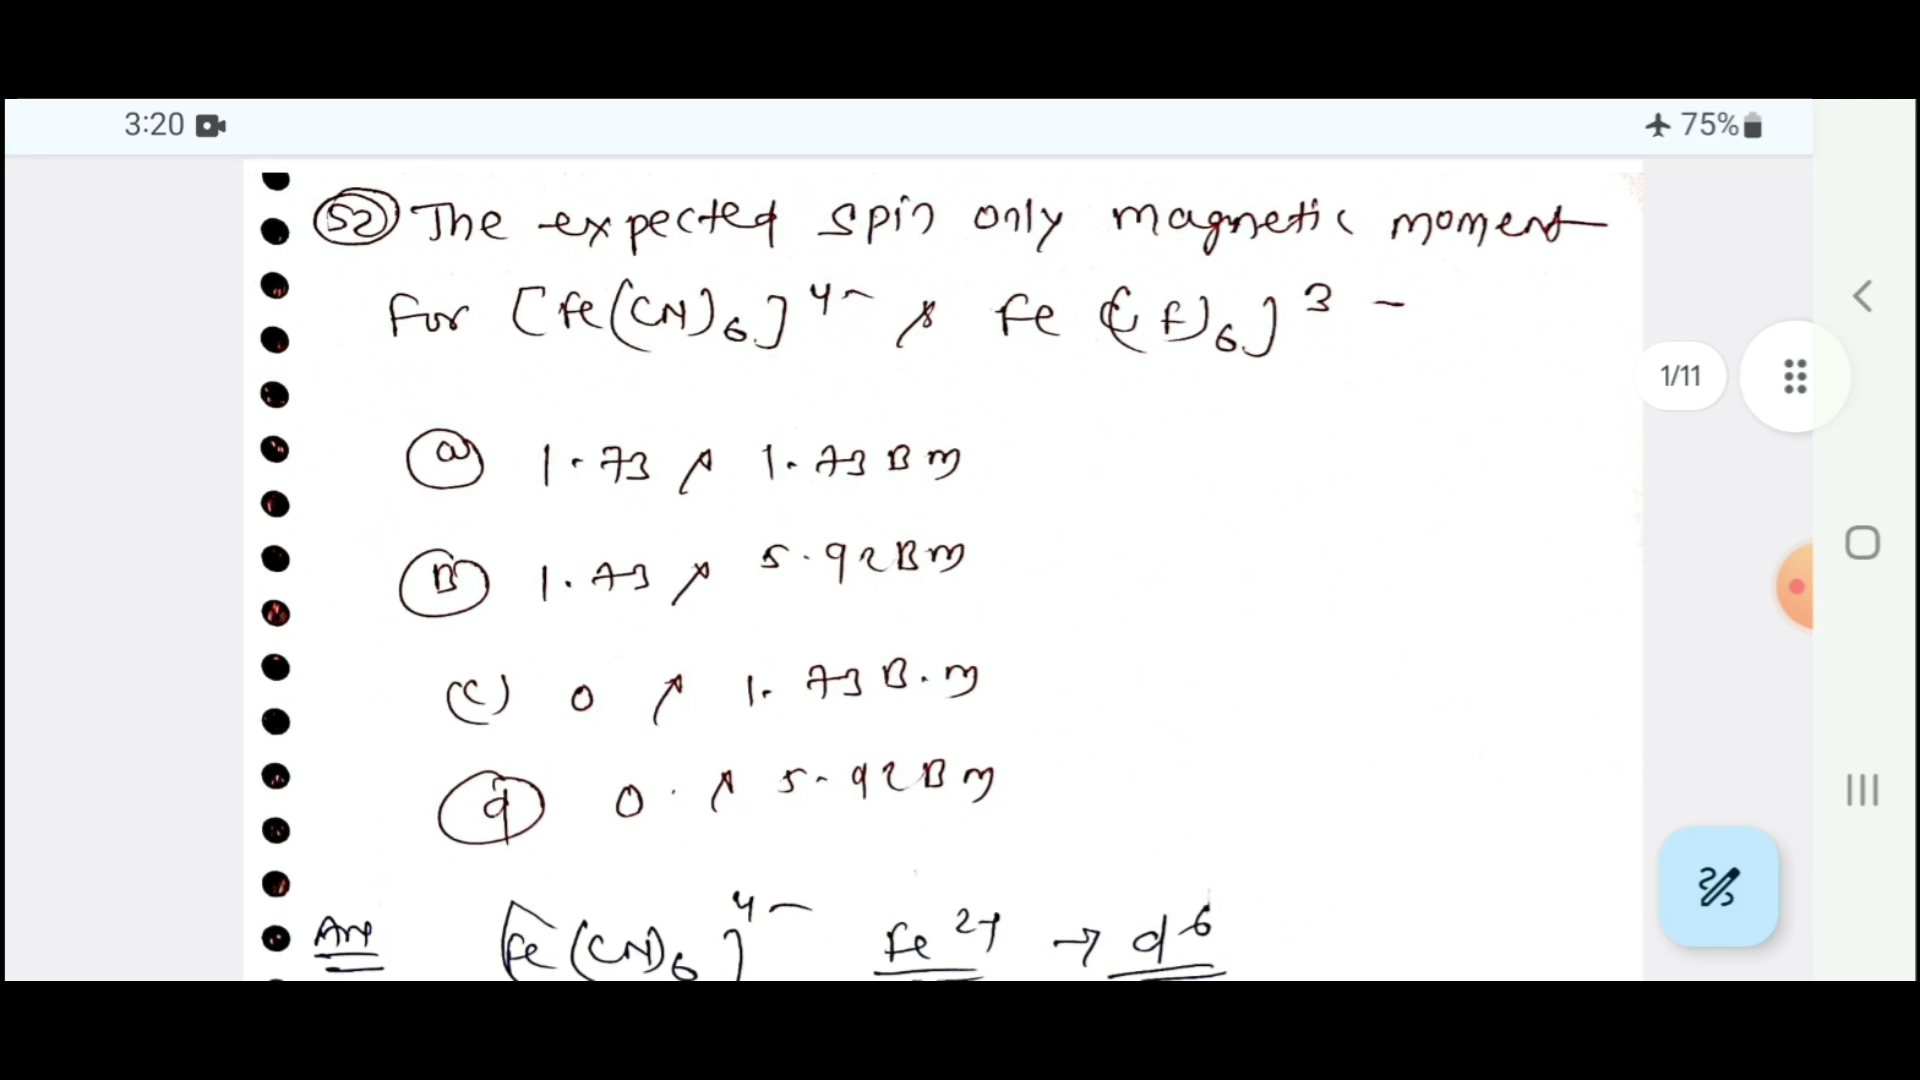 3:20
75%
52 The expected spin only magnetic moment
for [Fe(CN)6]4- & Fe (F)6]3-
1/11
a 1.73 & 1.73 Bm
B 1.73 & 5.92 Bm
(C) 0 & 1.73 B.m
d 0 & 5.92 Bm
Ans [Fe(CN)6]4- Fe2+ → d6